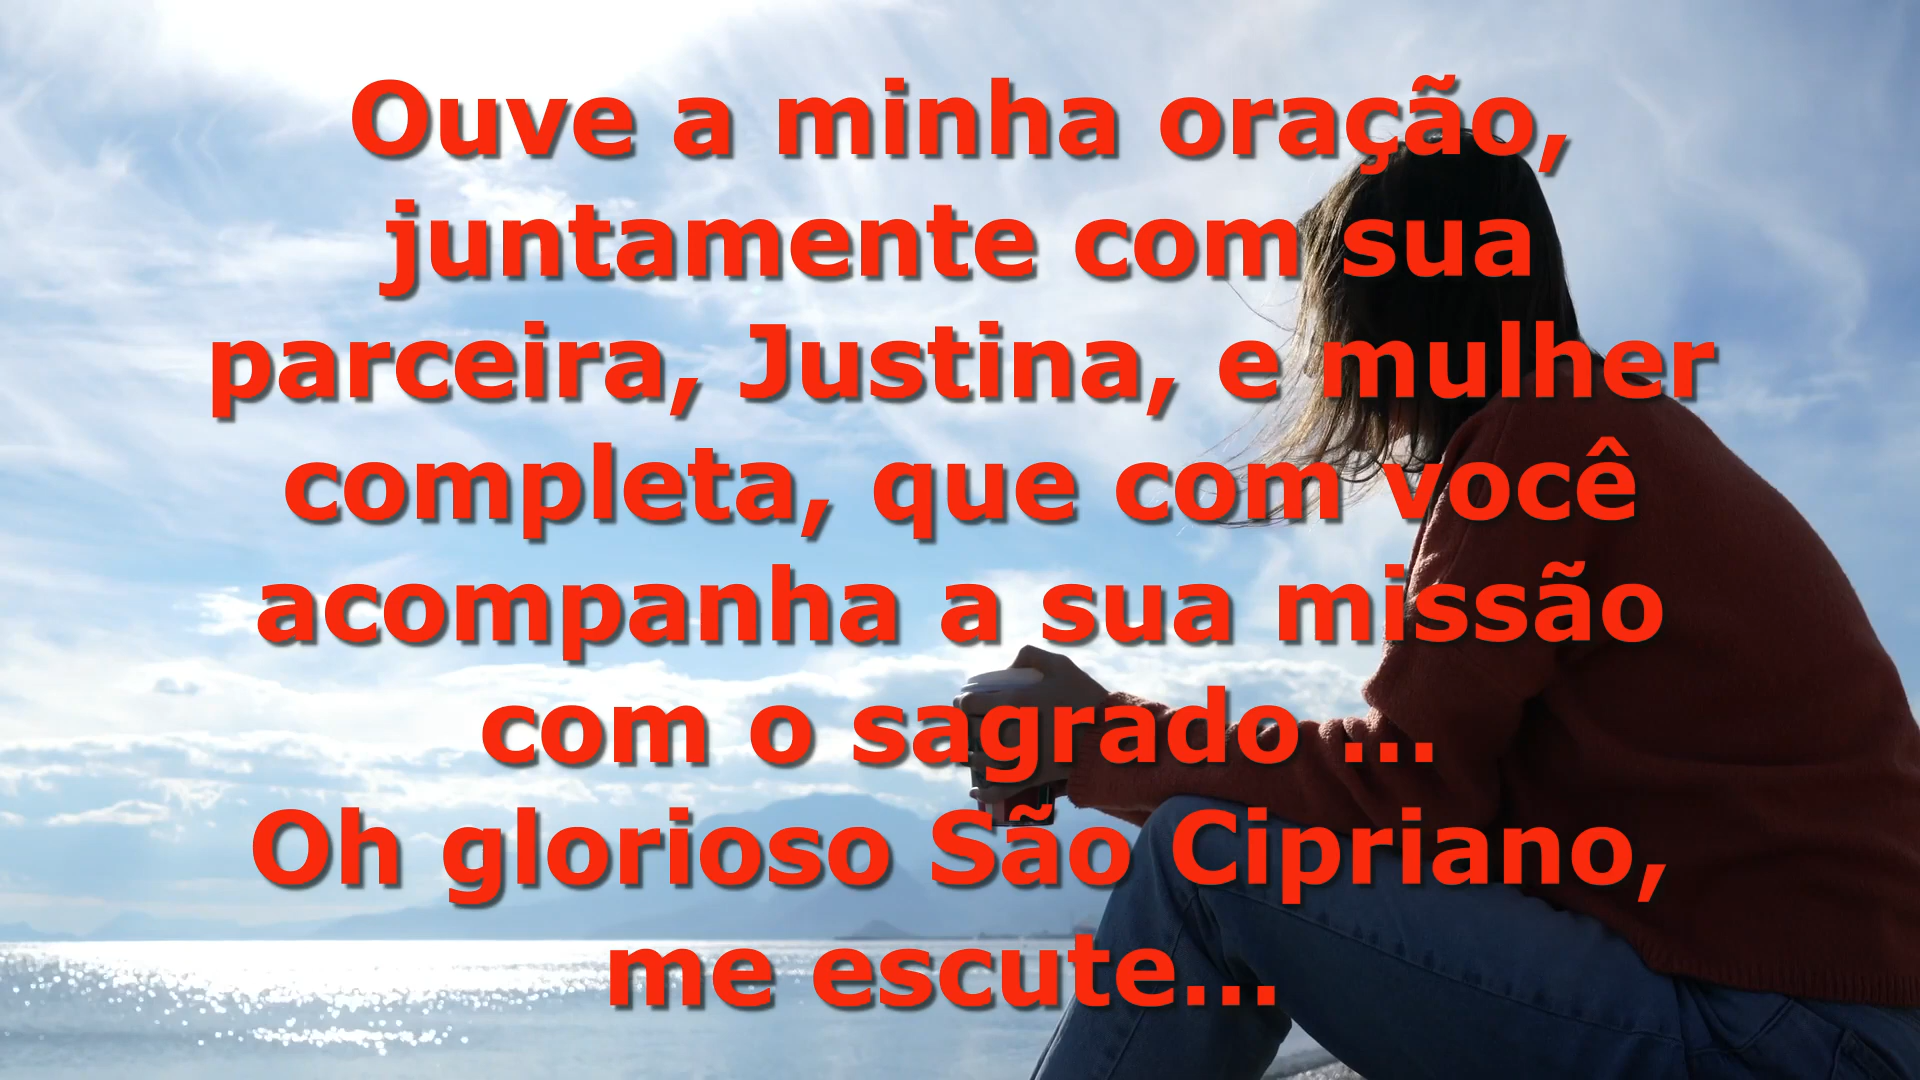 Ouve a minha oração,
juntamente com sua
parceira, Justina, e mulher
completa, que com você
acompanha a sua missão
com o sagrado ...
Oh glorioso São Cipriano,
me escute...